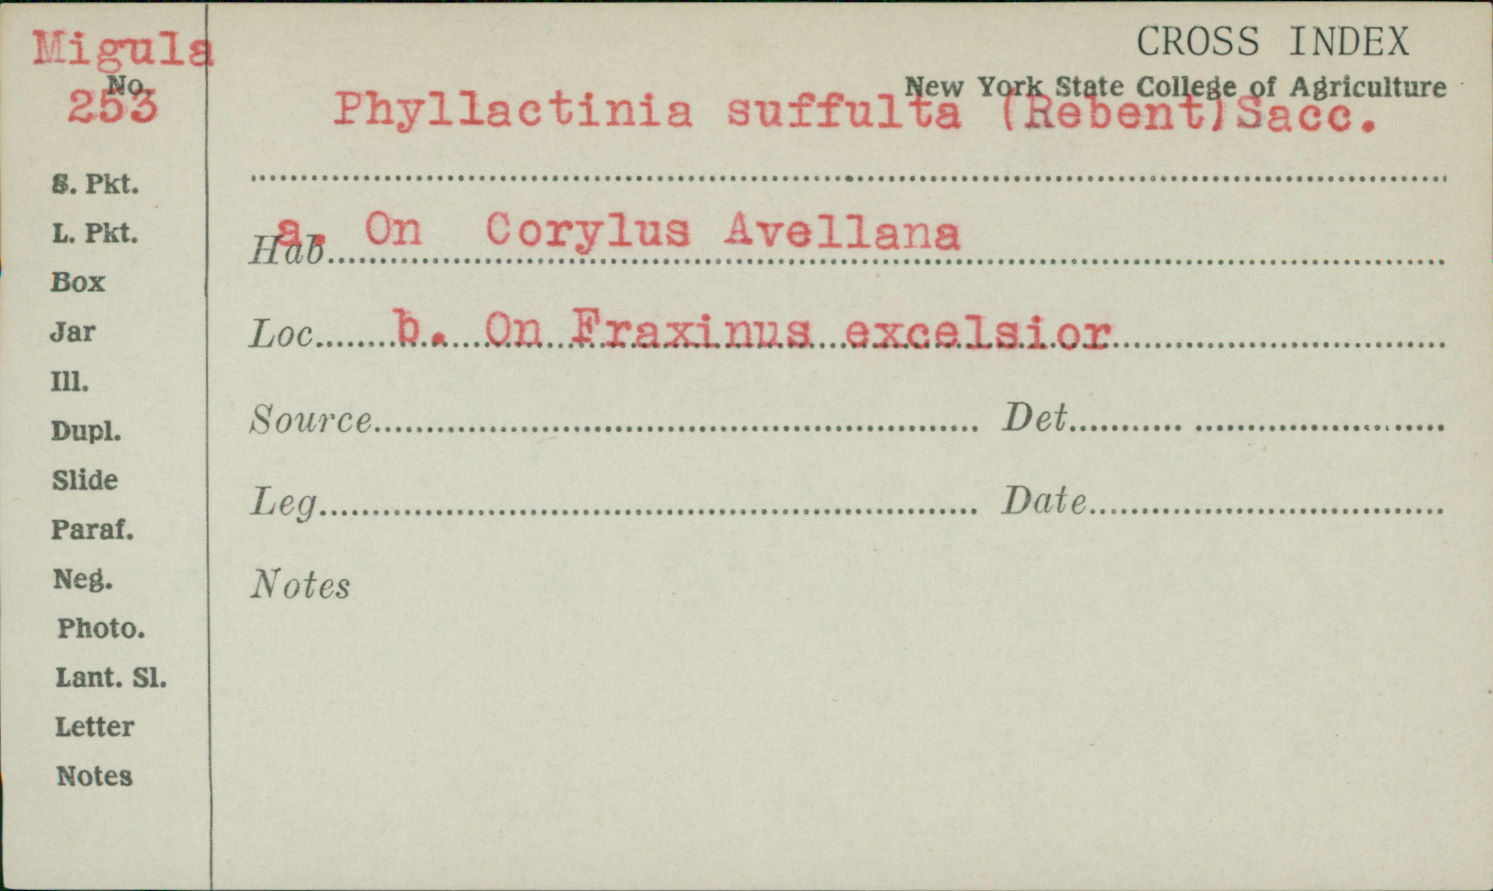 Migula
No.
253
CROSS INDEX
New York State College of Agriculture
Phyllactinia suffulta (Rebent)Sacc.
S. Pkt.
L. Pkt.
Box
Jar
Ill.
Dupl.
Slide
Paraf.
Neg.
Photo.
Lant. Sl.
Letter
Notes
Hab. a. On Corylus Avellana
Loc. b. On Fraxinus excelsior
Source Det.
Leg. Date
Notes